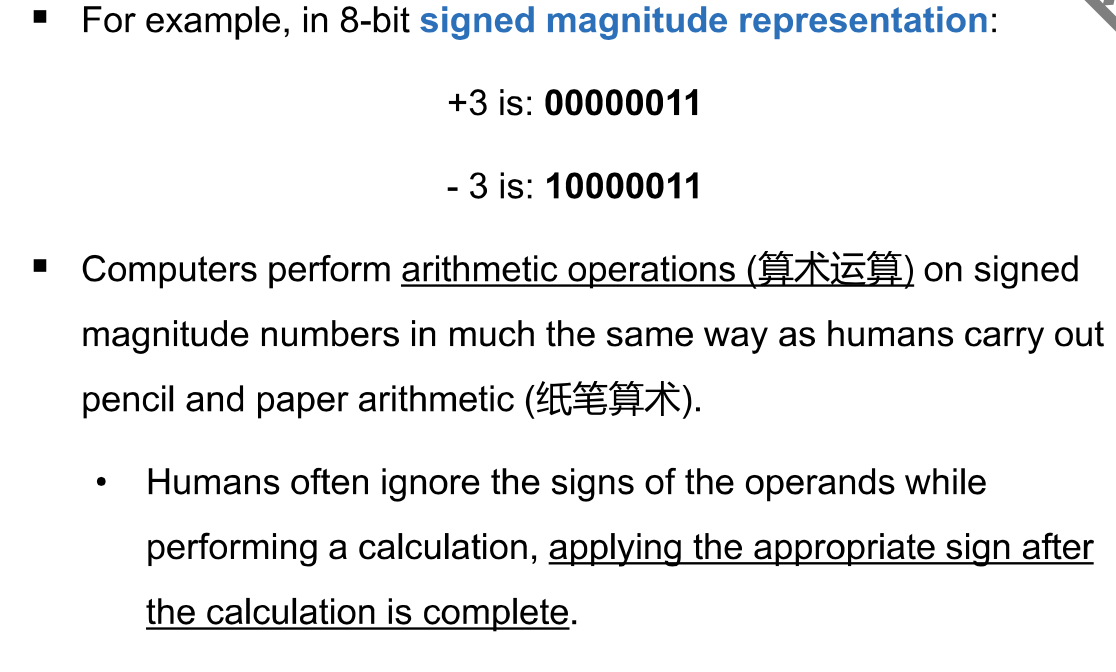 ▪ For example, in 8-bit signed magnitude representation:
+3 is: 00000011
- 3 is: 10000011
▪ Computers perform arithmetic operations (算术运算) on signed
magnitude numbers in much the same way as humans carry out
pencil and paper arithmetic (纸笔算术).
• Humans often ignore the signs of the operands while
performing a calculation, applying the appropriate sign after
the calculation is complete.